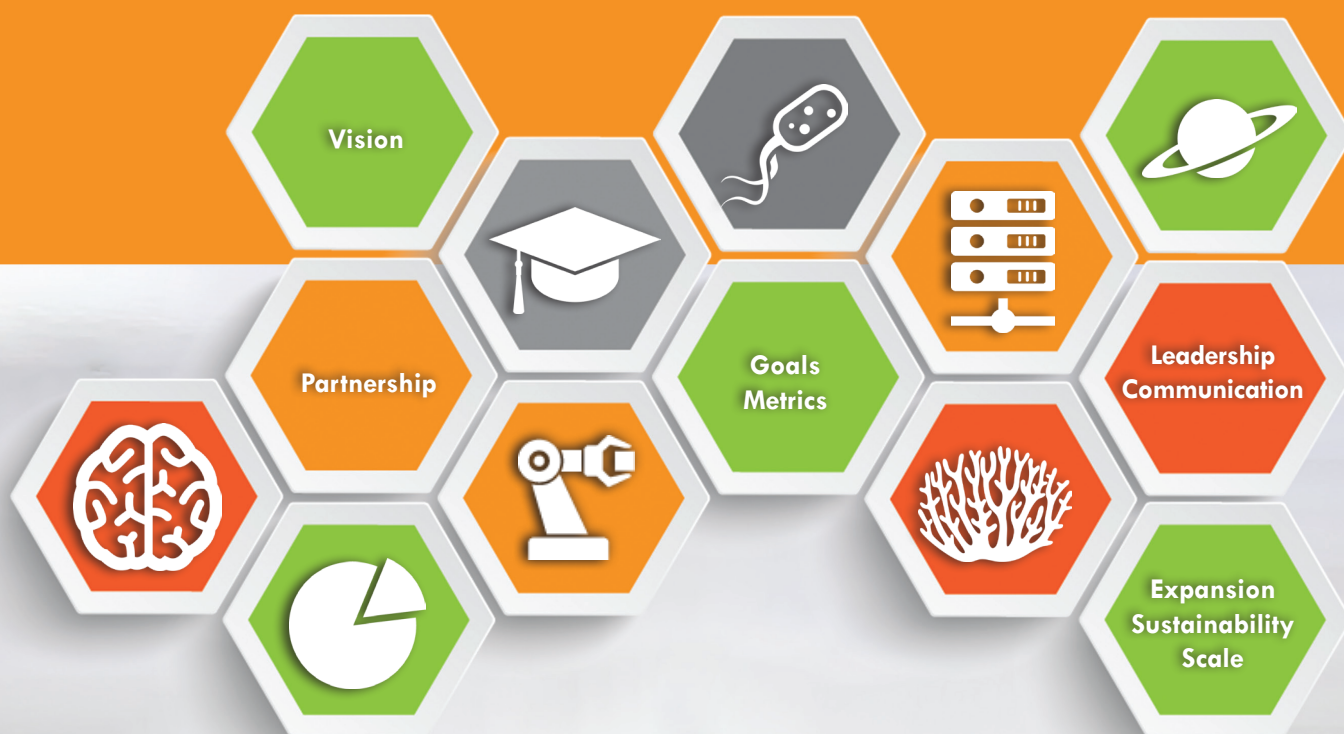 Vision
Partnership
Goals
Metrics
Leadership
Communication
Expansion
Sustainability
Scale